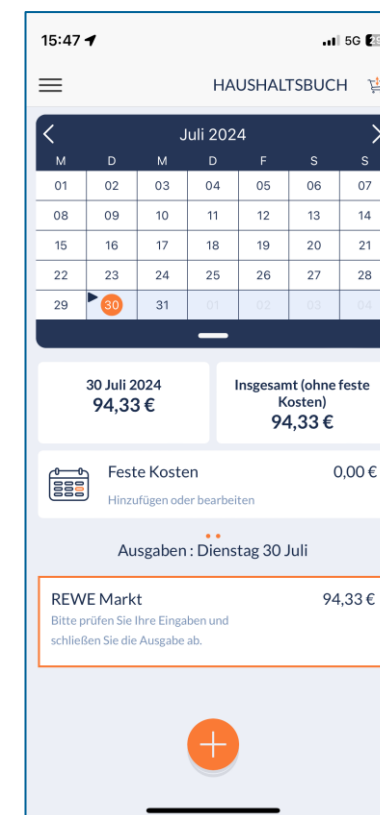 15:47 5G
HAUSHALTSBUCH
Juli 2024
M D M D F S S
01 02 03 04 05 06 07
08 09 10 11 12 13 14
15 16 17 18 19 20 21
22 23 24 25 26 27 28
29 30 31 01 02 03 04
30 Juli 2024
94,33 €
Insgesamt (ohne feste
Kosten)
94,33 €
Feste Kosten 0,00 €
Hinzufügen oder bearbeiten
Ausgaben : Dienstag 30 Juli
REWE Markt 94,33 €
Bitte prüfen Sie Ihre Eingaben und
schließen Sie die Ausgabe ab.